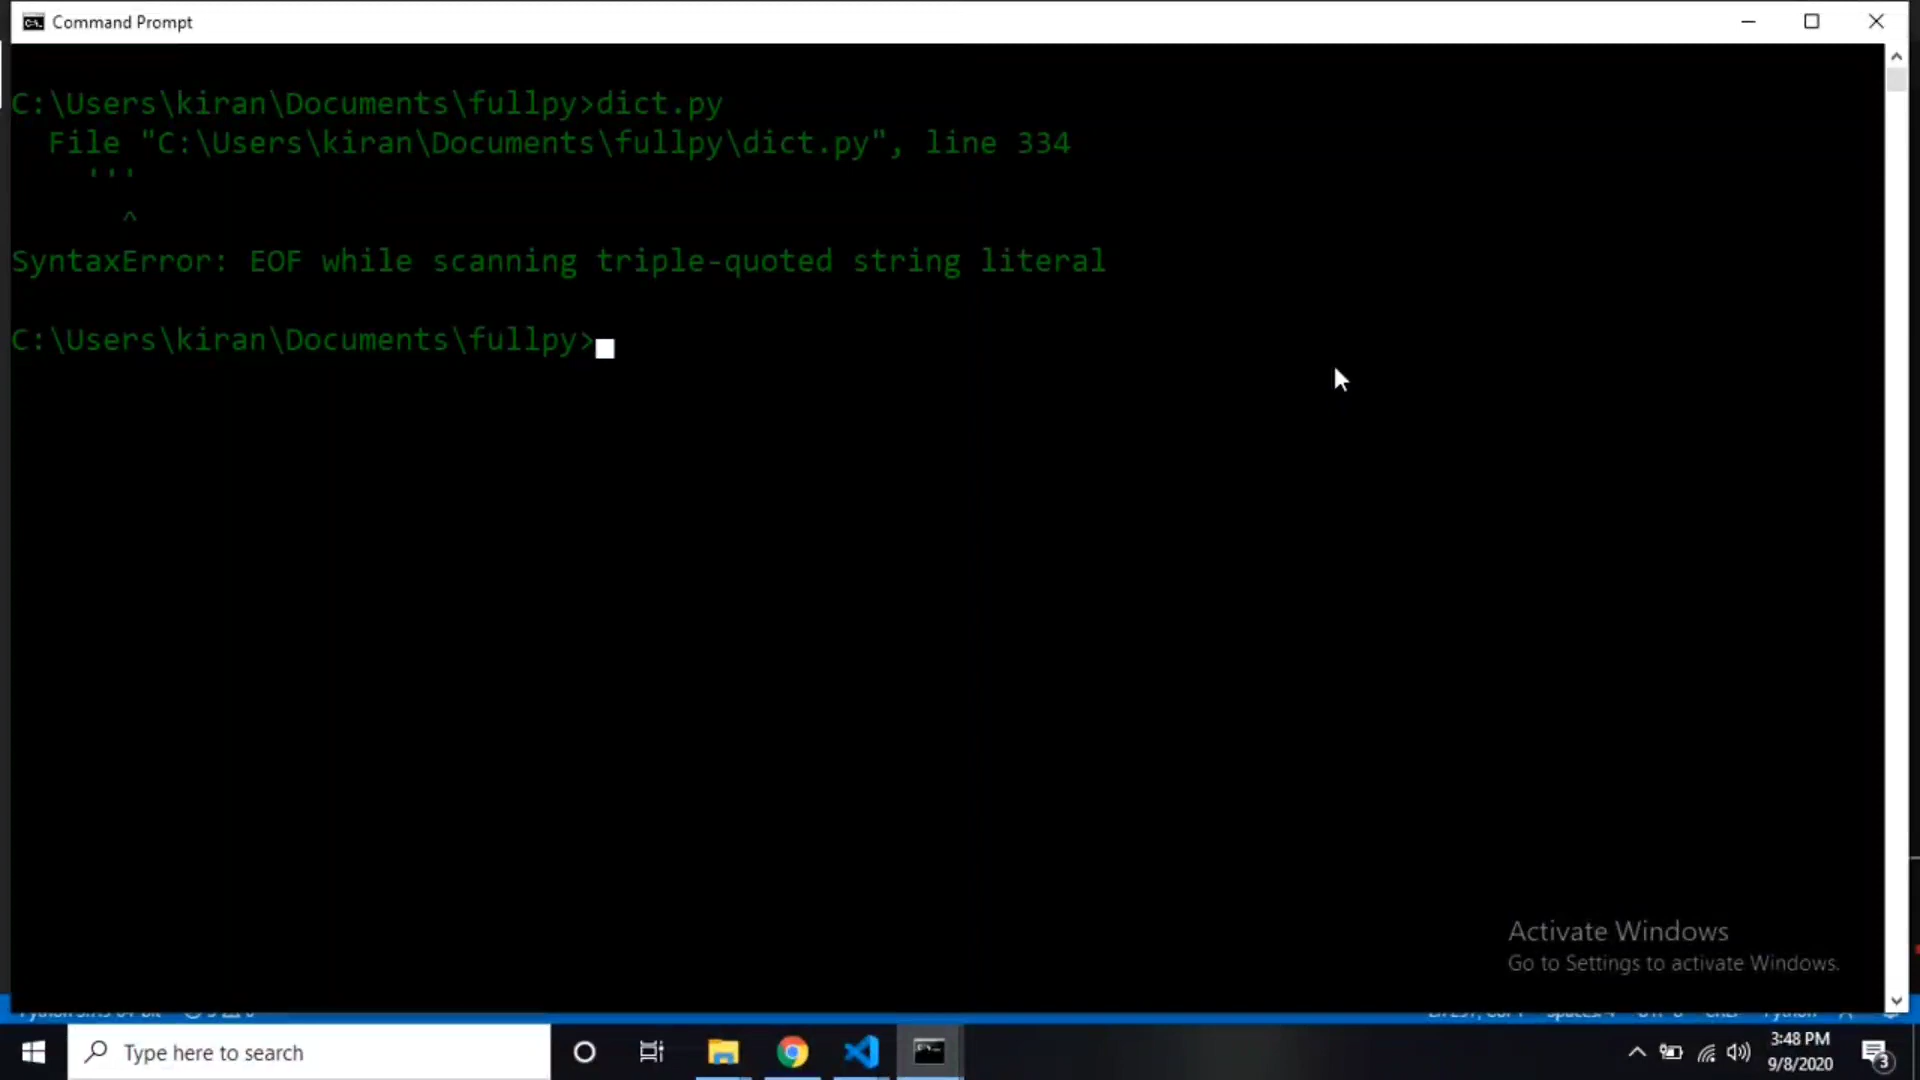 Command Prompt
C:\Users\kiran\Documents\fullpy>dict.py
File "C:\Users\kiran\Documents\fullpy\dict.py", line 334
'''
^
SyntaxError: EOF while scanning triple-quoted string literal
C:\Users\kiran\Documents\fullpy>
Activate Windows
Go to Settings to activate Windows.
Type here to search
3:48 PM
9/8/2020
3